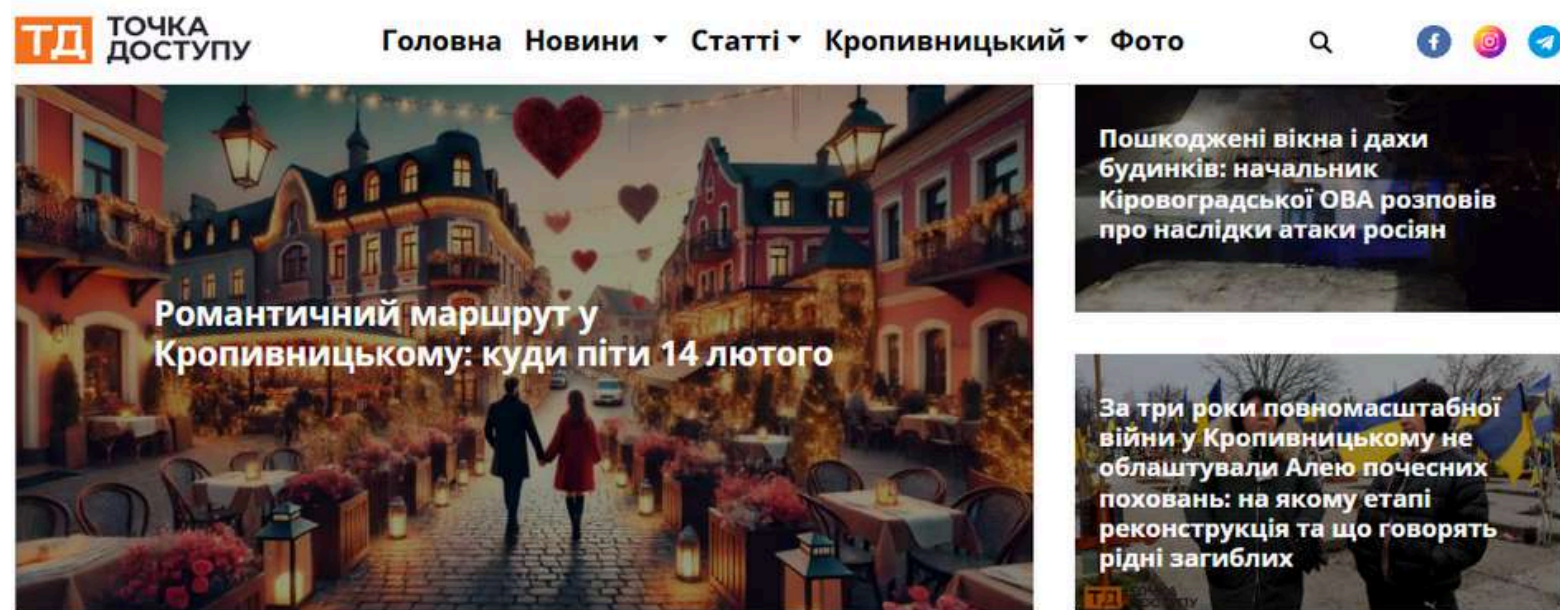 ТД ТОЧКА
ДОСТУПУ
Головна Новини Статті Кропивницький Фото
Романтичний маршрут у
Кропивницькому: куди піти 14 лютого
Пошкоджені вікна і дахи
будинків: начальник
Кіровоградської ОВА розповів
про наслідки атаки росіян
За три роки повномасштабної
війни у Кропивницькому не
облаштували Алею почесних
поховань: на якому етапі
реконструкція та що говорять
рідні загиблих
ТД ТОЧКА
ДОСТУПУ